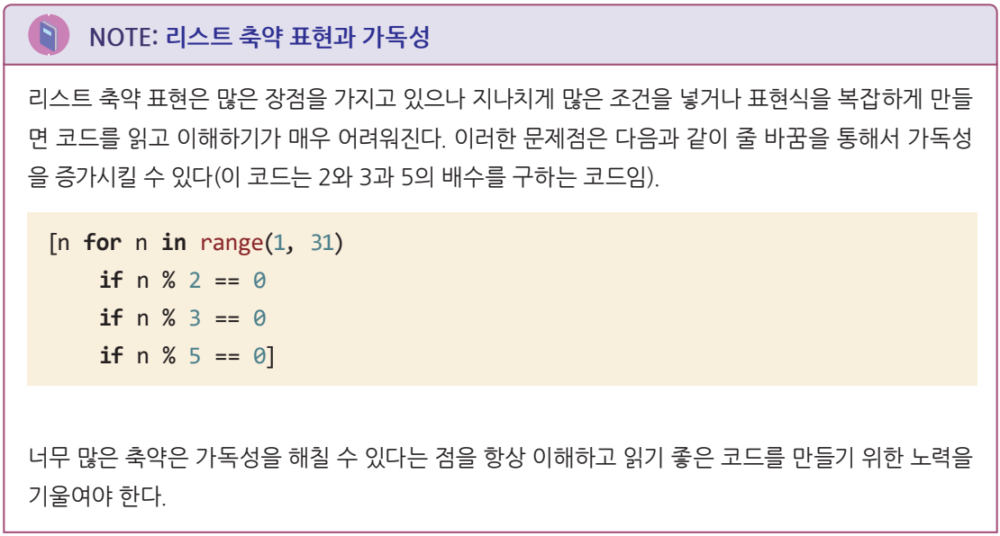 NOTE: 리스트 축약 표현과 가독성
리스트 축약 표현은 많은 장점을 가지고 있으나 지나치게 많은 조건을 넣거나 표현식을 복잡하게 만들
면 코드를 읽고 이해하기가 매우 어려워진다. 이러한 문제점은 다음과 같이 줄 바꿈을 통해서 가독성
을 증가시킬 수 있다(이 코드는 2와 3과 5의 배수를 구하는 코드임).
[n for n in range(1, 31)
    if n % 2 == 0
    if n % 3 == 0
    if n % 5 == 0]
너무 많은 축약은 가독성을 해칠 수 있다는 점을 항상 이해하고 읽기 좋은 코드를 만들기 위한 노력을
기울여야 한다.